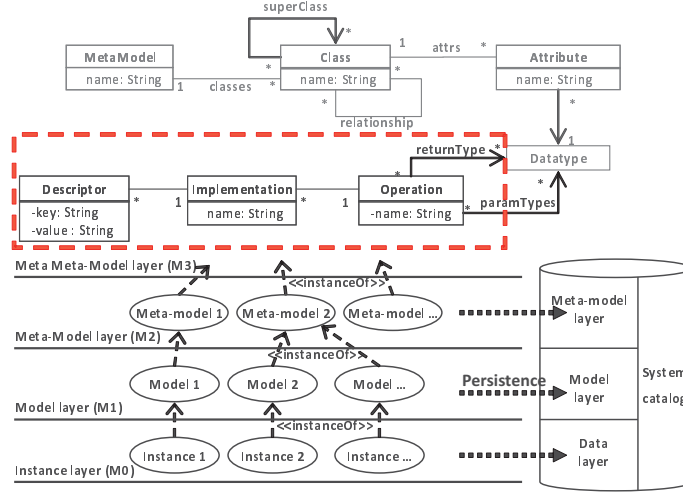 superClass
*
MetaModel
Class
1
attrs
*
Attribute
name: String
1
classes
*
*
name: String
*
name: String
*
relationship
*
1
returnType
*
Datatype
Descriptor
-key: String
-value : String
*
1
Implementation
name: String
*
1
*
Operation
-name: String
*
paramTypes
*
Meta Meta-Model layer (M3)
<<instanceOf>>
Meta-model 1
Meta-model 2
Meta-model ...
Meta-model
layer
Meta-Model layer (M2)
<<instanceOf>>
Model 1
Model 2
Model ...
Persistence
Model
layer
System
catalog
Model layer (M1)
<<instanceOf>>
Instance 1
Instance 2
Instance ...
Data
layer
Instance layer (M0)